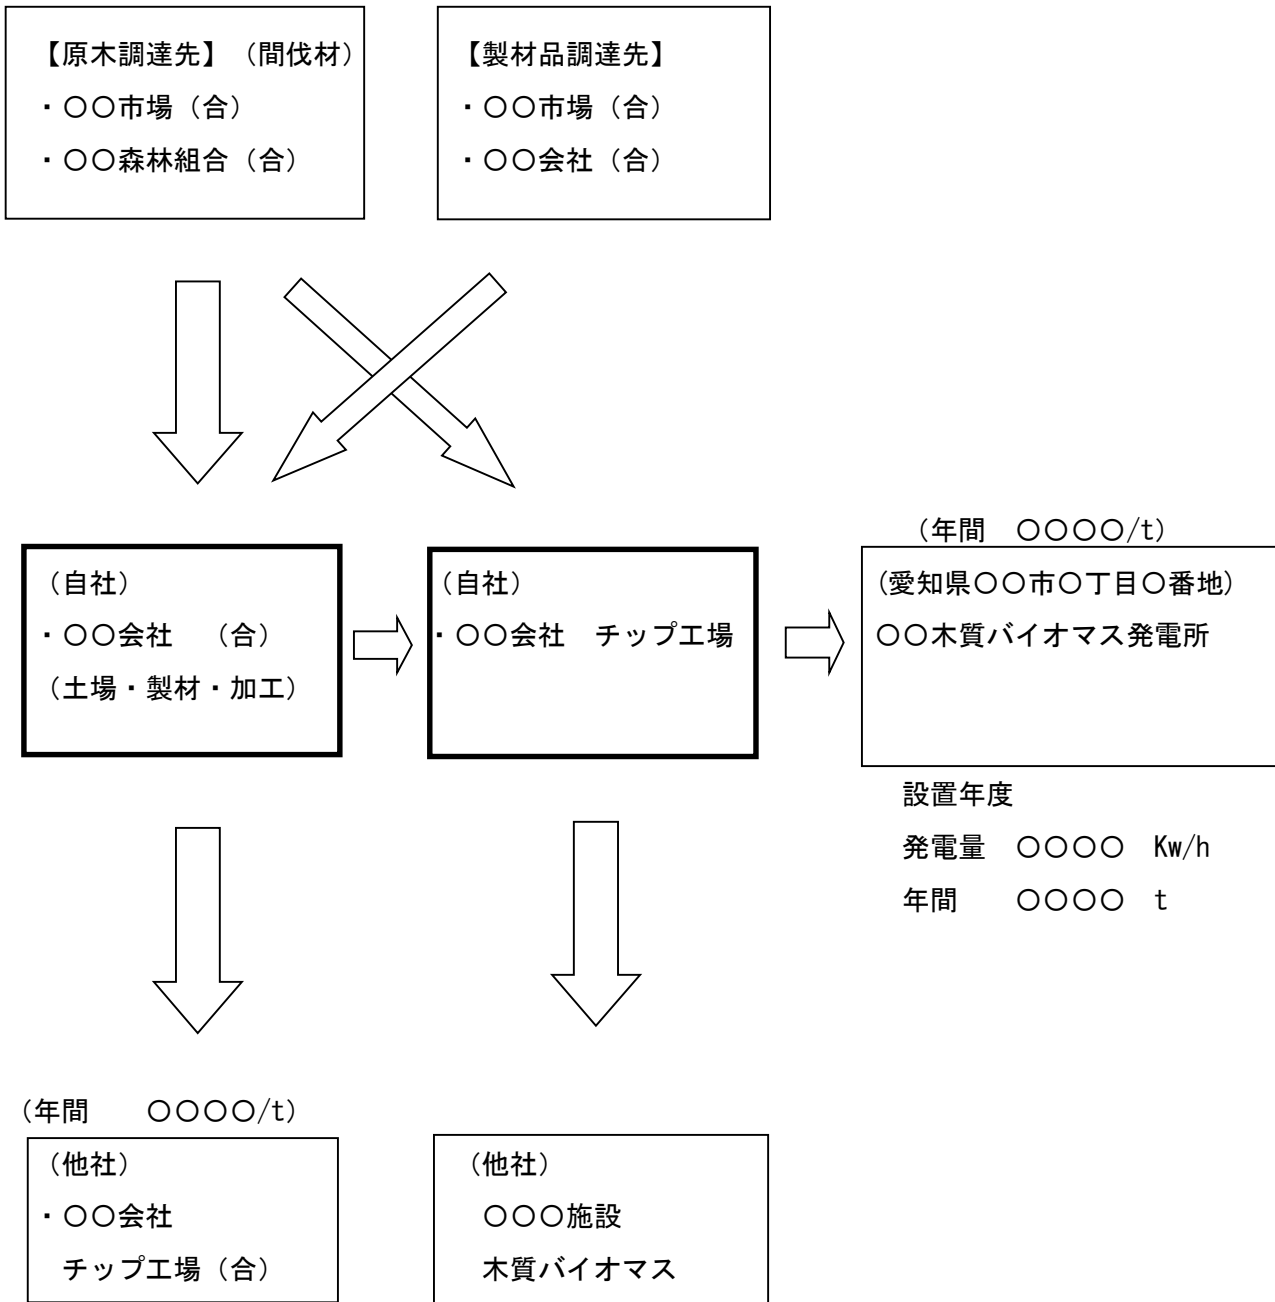 【原木調達先】（間伐材）
・〇〇市場（合）
・〇〇森林組合（合）
【製材品調達先】
・〇〇市場（合）
・〇〇会社（合）
（自社）
・〇〇会社　（合）
（土場・製材・加工）
（自社）
・〇〇会社　チップ工場
（年間　〇〇〇〇/t）
(愛知県〇〇市〇丁目〇番地)
〇〇木質バイオマス発電所
設置年度
発電量　〇〇〇〇　Kw/h
年間　　〇〇〇〇　t
（年間　　〇〇〇〇/t）
（他社）
・〇〇会社
チップ工場（合）
（他社）
〇〇〇施設
木質バイオマス